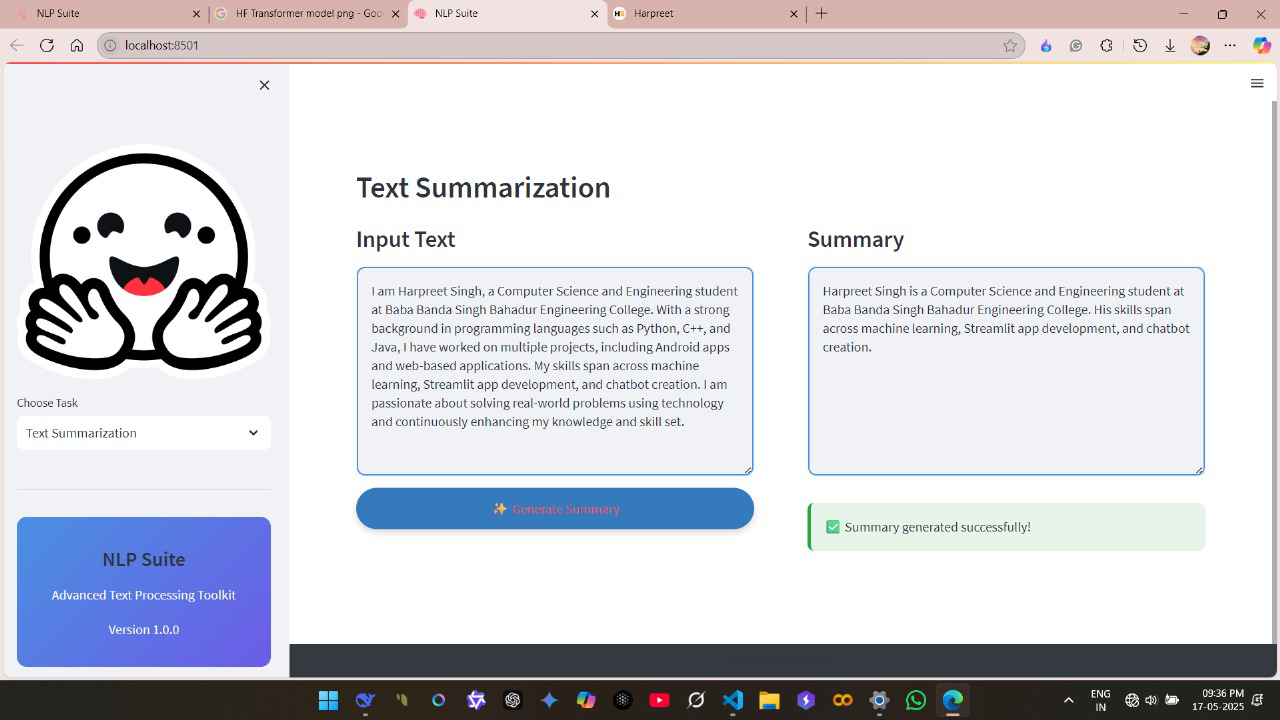 NLP Suite
HF Transformer model png - Goo
NLP Suite
HS Harpreet
localhost:8501
Text Summarization
Input Text
I am Harpreet Singh, a Computer Science and Engineering student
at Baba Banda Singh Bahadur Engineering College. With a strong
background in programming languages such as Python, C++, and
Java, I have worked on multiple projects, including Android apps
and web-based applications. My skills span across machine
learning, Streamlit app development, and chatbot creation. I am
passionate about solving real-world problems using technology
and continuously enhancing my knowledge and skill set.
✨ Generate Summary
Summary
Harpreet Singh is a Computer Science and Engineering student at
Baba Banda Singh Bahadur Engineering College. His skills span
across machine learning, Streamlit app development, and chatbot
creation.
✅ Summary generated successfully!
Choose Task
Text Summarization
NLP Suite
Advanced Text Processing Toolkit
Version 1.0.0
ENG
IN
09:36 PM
17-05-2025